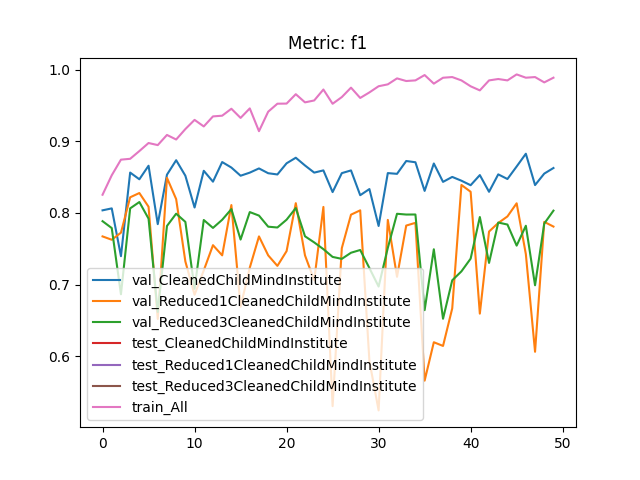 Metric: f1
1.0
0.9
0.8
0.7
0.6
val_CleanedChildMindInstitute
val_Reduced1CleanedChildMindInstitute
val_Reduced3CleanedChildMindInstitute
test_CleanedChildMindInstitute
test_Reduced1CleanedChildMindInstitute
test_Reduced3CleanedChildMindInstitute
train_All
0 10 20 30 40 50